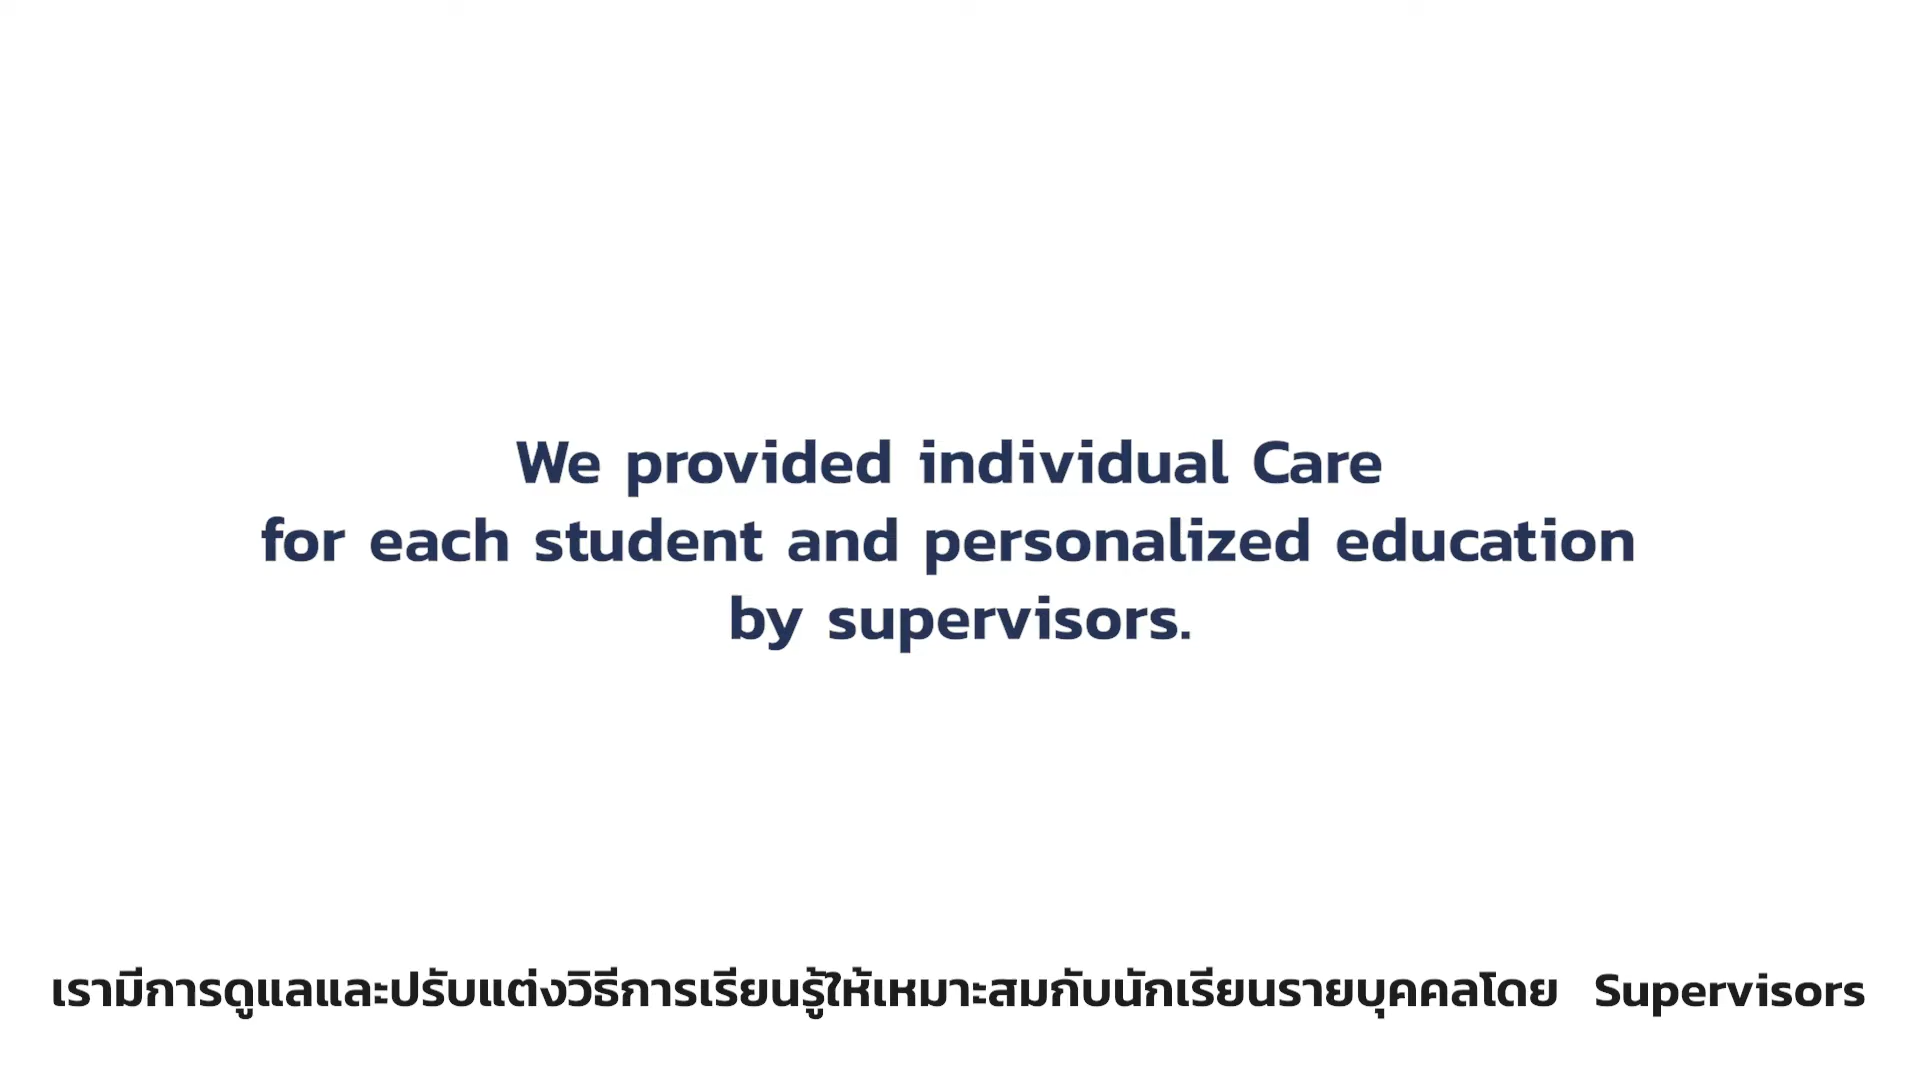 We provided individual Care
for each student and personalized education
by supervisors.
เรามีการดูแลและปรับแต่งวิธีการเรียนรู้ให้เหมาะสมกับนักเรียนรายบุคคลโดย Supervisors